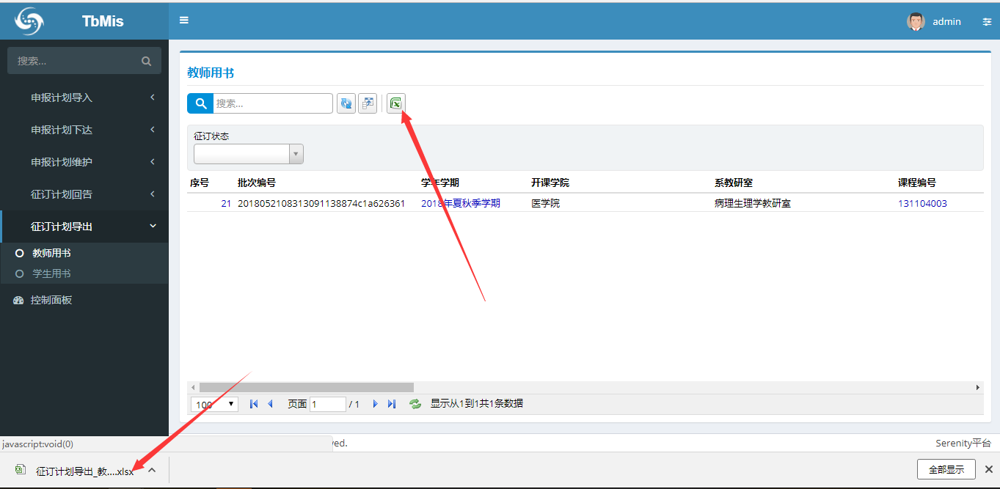 TbMis
admin
搜索...
申报计划导入
申报计划下达
申报计划维护
征订计划回告
征订计划导出
教师用书
学生用书
控制面板
教师用书
搜索...
征订状态
序号 批次编号 学年学期 开课学院 系教研室 课程编号
21 2018052108313091138874c1a626361 2018年夏秋季学期 医学院 病理生理学教研室 131104003
100 页面 1 / 1 显示从1到1共1条数据
javascript:void(0) ved. Serenity平台
征订计划导出_教....xlsx 全部显示